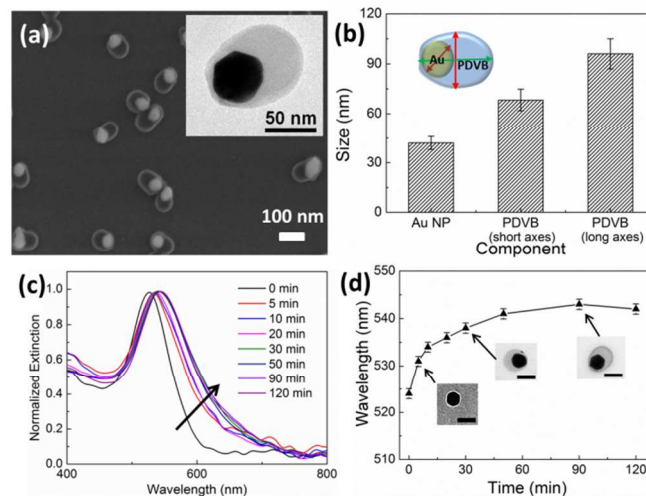 (a)
50 nm
100 nm
(b)
Size (nm)
120
90
60
30
0
Au
PDVB
Au NP
PDVB
(short axes)
PDVB
(long axes)
Component
(c)
Normalized Extinction
1.0
0.8
0.6
0.4
0.2
0.0
400
600
800
Wavelength (nm)
0 min
5 min
10 min
20 min
30 min
50 min
90 min
120 min
(d)
Wavelength (nm)
550
540
530
520
510
0
30
60
90
120
Time (min)